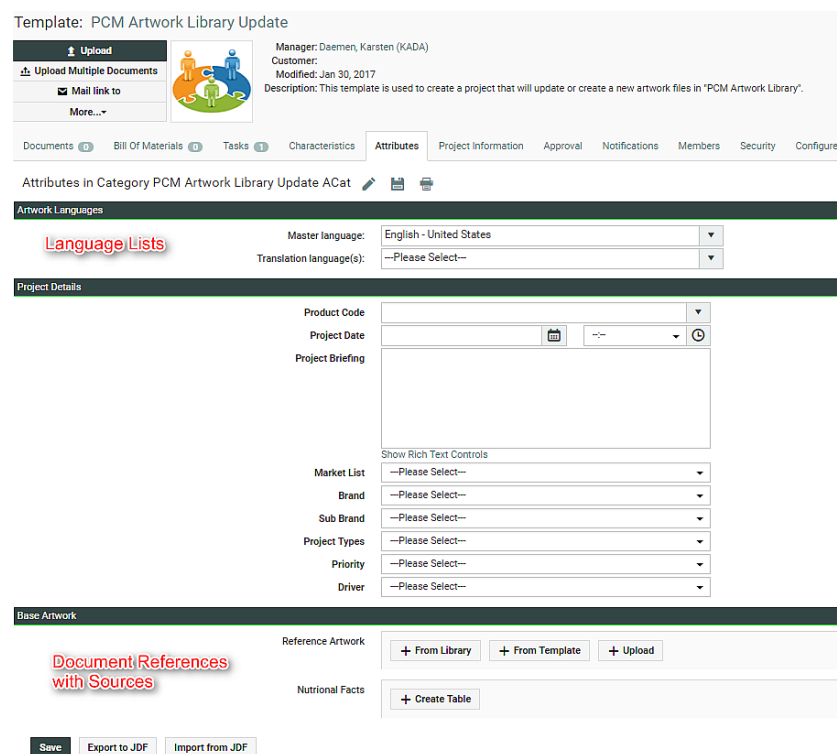 Template: PCM Artwork Library Update
Upload
Upload Multiple Documents
Mail link to
More...
Manager: Daemen, Karsten (KADA)
Customer:
Modified: Jan 30, 2017
Description: This template is used to create a project that will update or create a new artwork files in "PCM Artwork Library".
Documents 0 Bill Of Materials 0 Tasks 1 Characteristics Attributes Project Information Approval Notifications Members Security Configure
Attributes in Category PCM Artwork Library Update ACat
Artwork Languages
Language Lists
Master language: English - United States
Translation language(s): ---Please Select---
Project Details
Product Code
Project Date --:--
Project Briefing
Show Rich Text Controls
Market List ---Please Select---
Brand ---Please Select---
Sub Brand ---Please Select---
Project Types ---Please Select---
Priority ---Please Select---
Driver ---Please Select---
Base Artwork
Reference Artwork + From Library + From Template + Upload
Document References
with Sources
Nutrional Facts + Create Table
Save Export to JDF Import from JDF